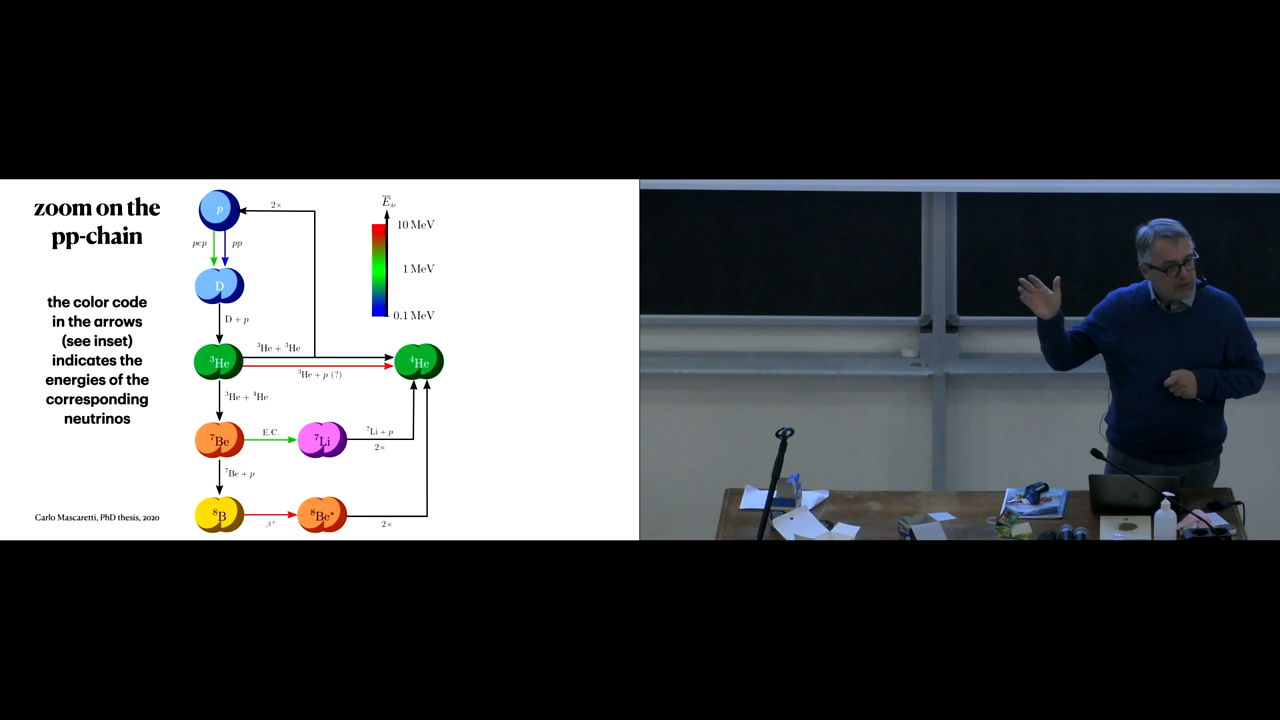 zoom on the
pp-chain
the color code
in the arrows
(see inset)
indicates the
energies of the
corresponding
neutrinos
Carlo Mascaretti, PhD thesis, 2020
p
2×
pep
pp
D
D + p
³He
³He + ³He
³He + p (?)
⁴He
³He + ⁴He
⁷Be
E.C.
⁷Li
⁷Li + p
2×
⁷Be + p
⁸B
β⁺
⁸Be*
2×
E̅ᵥ
10 MeV
1 MeV
0.1 MeV